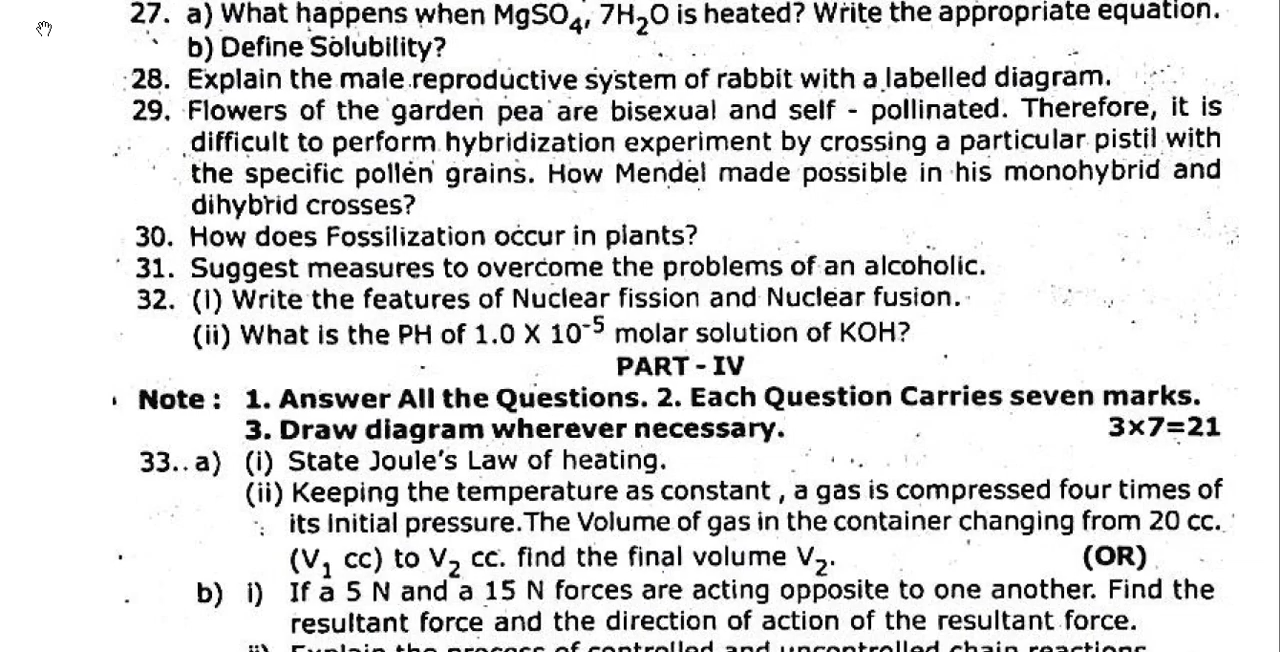 27. a) What happens when MgSO₄, 7H₂O is heated? Write the appropriate equation.
b) Define Solubility?
28. Explain the male reproductive system of rabbit with a labelled diagram.
29. Flowers of the garden pea are bisexual and self - pollinated. Therefore, it is
difficult to perform hybridization experiment by crossing a particular pistil with
the specific pollen grains. How Mendel made possible in his monohybrid and
dihybrid crosses?
30. How does Fossilization occur in plants?
31. Suggest measures to overcome the problems of an alcoholic.
32. (I) Write the features of Nuclear fission and Nuclear fusion.
(ii) What is the PH of 1.0 X 10⁻⁵ molar solution of KOH?
PART - IV
Note : 1. Answer All the Questions. 2. Each Question Carries seven marks.
3. Draw diagram wherever necessary. 3x7=21
33.. a) (i) State Joule's Law of heating.
(ii) Keeping the temperature as constant , a gas is compressed four times of
its initial pressure.The Volume of gas in the container changing from 20 cc.
(V₁ cc) to V₂ cc. find the final volume V₂. (OR)
b) i) If a 5 N and a 15 N forces are acting opposite to one another. Find the
resultant force and the direction of action of the resultant force.
ii) Explain the process of controlled and uncontrolled chain reactions